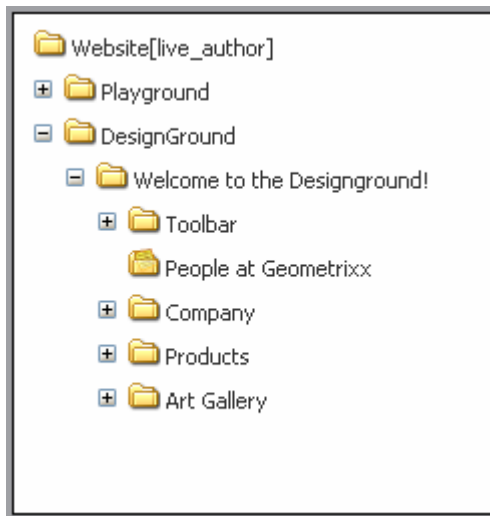 Website[live_author]
Playground
DesignGround
Welcome to the Designground!
Toolbar
People at Geometrixx
Company
Products
Art Gallery